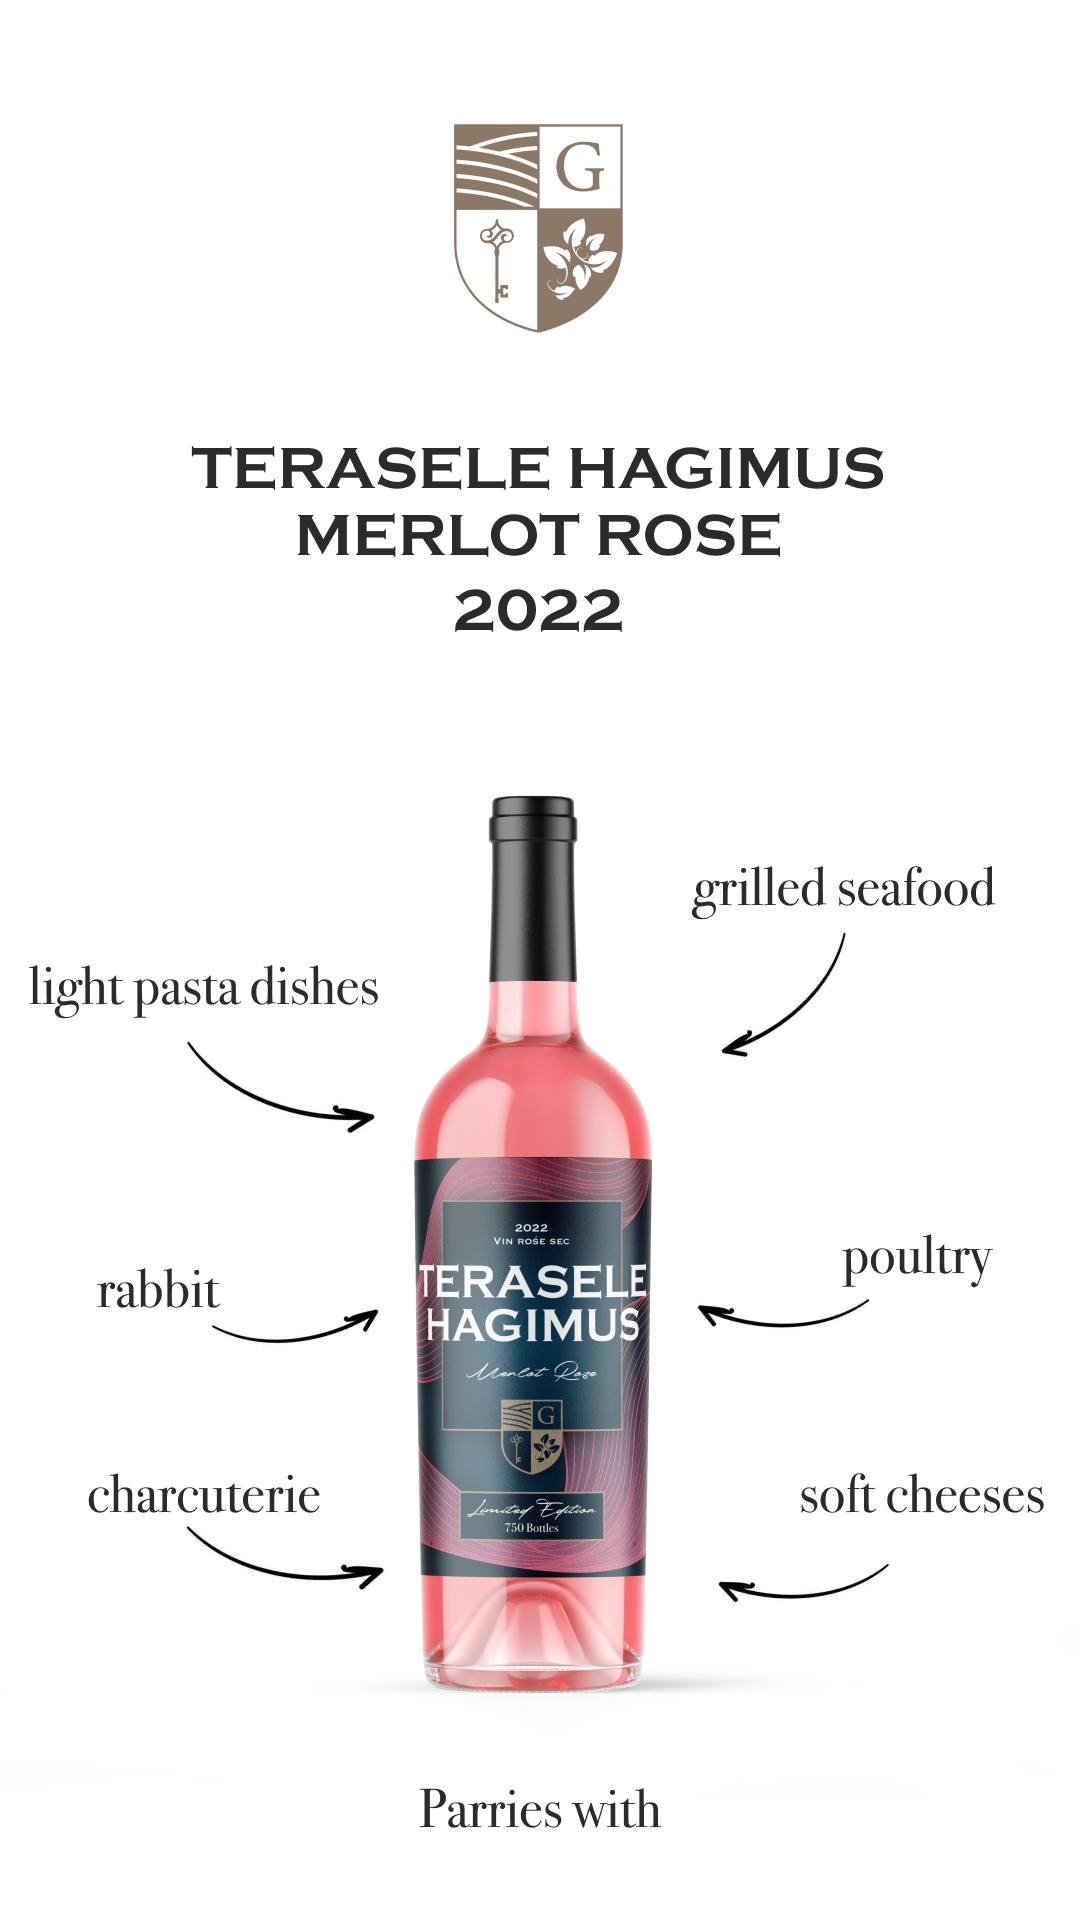 G
TERASELE HAGIMUS
MERLOT ROSE
2022
grilled seafood
light pasta dishes
2022
VIN ROSÉ SEC
TERASELE
HAGIMUS
Merlot Rose
G
poultry
rabbit
charcuterie
soft cheeses
Limited Edition
750 Bottles
Parries with